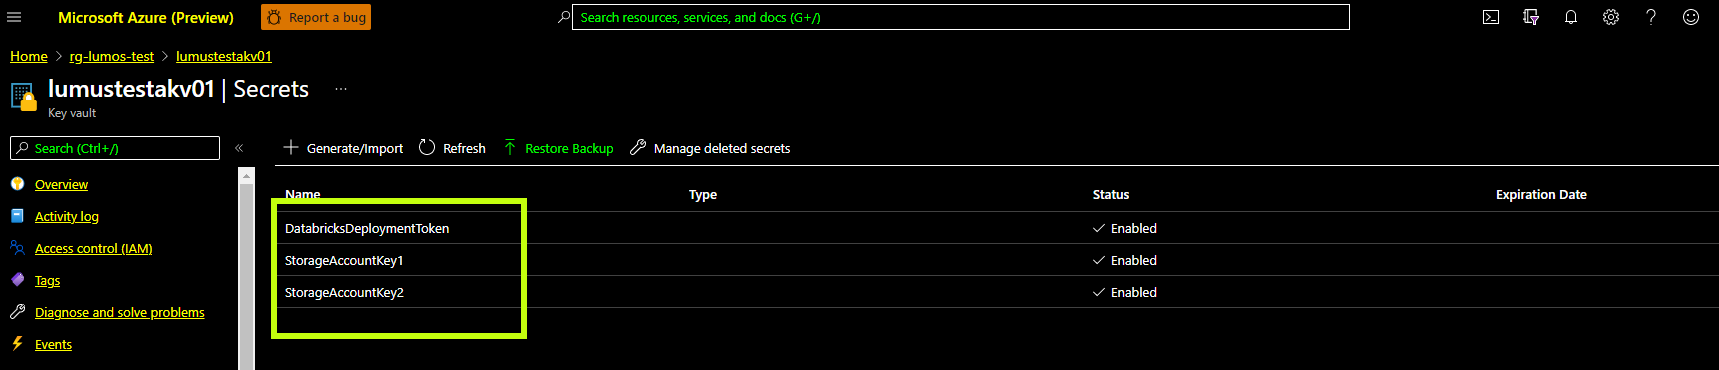 Microsoft Azure (Preview) Report a bug Search resources, services, and docs (G+/)
Home > rg-lumos-test > lumustestakv01
lumustestakv01 | Secrets ...
Key vault
Search (Ctrl+/) « Generate/Import Refresh Restore Backup Manage deleted secrets
Overview
Activity log
Access control (IAM)
Tags
Diagnose and solve problems
Events
Name Type Status Expiration Date
DatabricksDeploymentToken Enabled
StorageAccountKey1 Enabled
StorageAccountKey2 Enabled